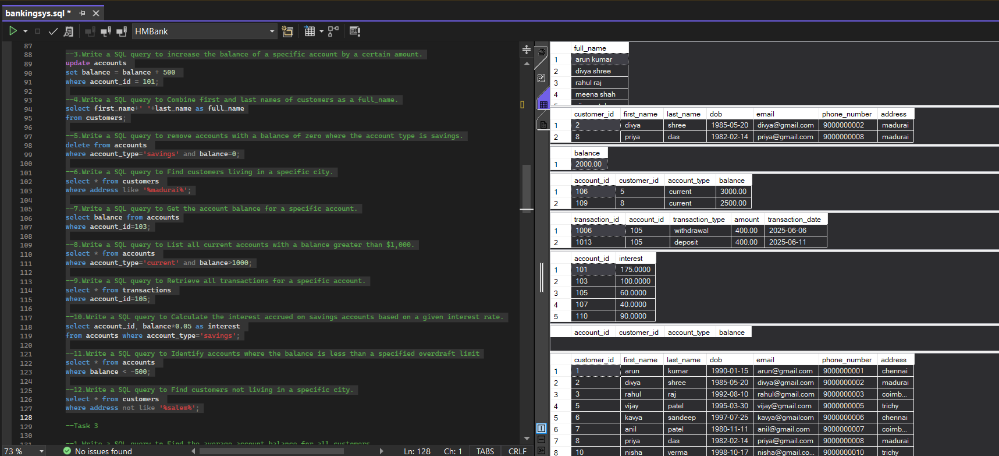 bankingsys.sql *
HMBank
87
88 --3.Write a SQL query to increase the balance of a specific account by a certain amount.
89 update accounts
90 set balance = balance + 500
91 where account_id = 101;
92
93 --4.Write a SQL query to Combine first and last names of customers as a full_name.
94 select first_name+' '+last_name as full_name
95 from customers;
96
97 --5.Write a SQL query to remove accounts with a balance of zero where the account type is savings.
98 delete from accounts
99 where account_type='savings' and balance=0;
100
101 --6.Write a SQL query to Find customers living in a specific city.
102 select * from customers
103 where address like '%madurai%';
104
105 --7.Write a SQL query to Get the account balance for a specific account.
106 select balance from accounts
107 where account_id=103;
108
109 --8.Write a SQL query to List all current accounts with a balance greater than $1,000.
110 select * from accounts
111 where account_type='current' and balance>1000;
112
113 --9.Write a SQL query to Retrieve all transactions for a specific account.
114 select * from transactions
115 where account_id=105;
116
117 --10.Write a SQL query to Calculate the interest accrued on savings accounts based on a given interest rate.
118 select account_id, balance*0.05 as interest
119 from accounts where account_type='savings';
120
121 --11.Write a SQL query to Identify accounts where the balance is less than a specified overdraft limit
122 select * from accounts
123 where balance < -500;
124
125 --12.Write a SQL query to Find customers not living in a specific city.
126 select * from customers
127 where address not like '%salem%';
128
129 --Task 3
130
131 --1.Write a SQL query to Find the average account balance for all customers
73 % No issues found Ln: 128 Ch: 1 TABS CRLF
full_name
1 arun kumar
2 divya shree
3 rahul raj
4 meena shah
customer_id first_name last_name dob email phone_number address
1 2 divya shree 1985-05-20 divya@gmail.com 9000000002 madurai
2 8 priya das 1982-02-14 priya@gmail.com 9000000008 madurai
balance
1 2000.00
account_id customer_id account_type balance
1 106 5 current 3000.00
2 109 8 current 2500.00
transaction_id account_id transaction_type amount transaction_date
1 1006 105 withdrawal 400.00 2025-06-06
2 1013 105 deposit 400.00 2025-06-11
account_id interest
1 101 175.0000
2 103 100.0000
3 105 60.0000
4 107 40.0000
5 110 90.0000
account_id customer_id account_type balance
customer_id first_name last_name dob email phone_number address
1 1 arun kumar 1990-01-15 arun@gmail.com 9000000001 chennai
2 2 divya shree 1985-05-20 divya@gmail.com 9000000002 madurai
3 3 rahul raj 1992-08-10 rahul@gmail.com 9000000003 coimb...
4 5 vijay patel 1995-03-30 vijay@gmail.com 9000000005 trichy
5 6 kavya sandeep 1997-07-25 kavya@gmailcom 9000000006 chennai
6 7 anil patel 1980-11-11 anil@gmail.com 9000000007 coimb...
7 8 priya das 1982-02-14 priya@gmail.com 9000000008 madurai
8 10 nisha verma 1998-10-17 nisha@gmail.co... 9000000010 trichy